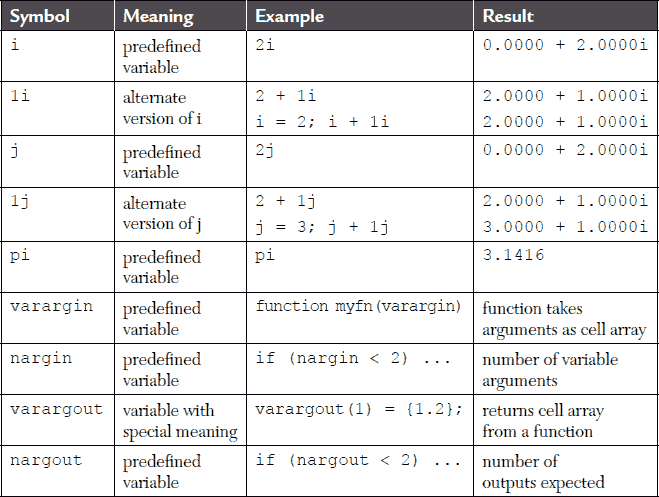 Symbol Meaning Example Result
i predefined 2i 0.0000 + 2.0000i
variable
1i alternate 2 + 1i 2.0000 + 1.0000i
version of i i = 2; i + 1i 2.0000 + 1.0000i
j predefined 2j 0.0000 + 2.0000i
variable
1j alternate 2 + 1j 2.0000 + 1.0000i
version of j j = 3; j + 1j 3.0000 + 1.0000i
pi predefined pi 3.1416
variable
varargin predefined function myfn(varargin) function takes
variable arguments as cell array
nargin predefined if (nargin < 2) ... number of variable
variable arguments
varargout variable with varargout(1) = {1.2}; returns cell array
special meaning from a function
nargout predefined if (nargout < 2) ... number of
variable outputs expected